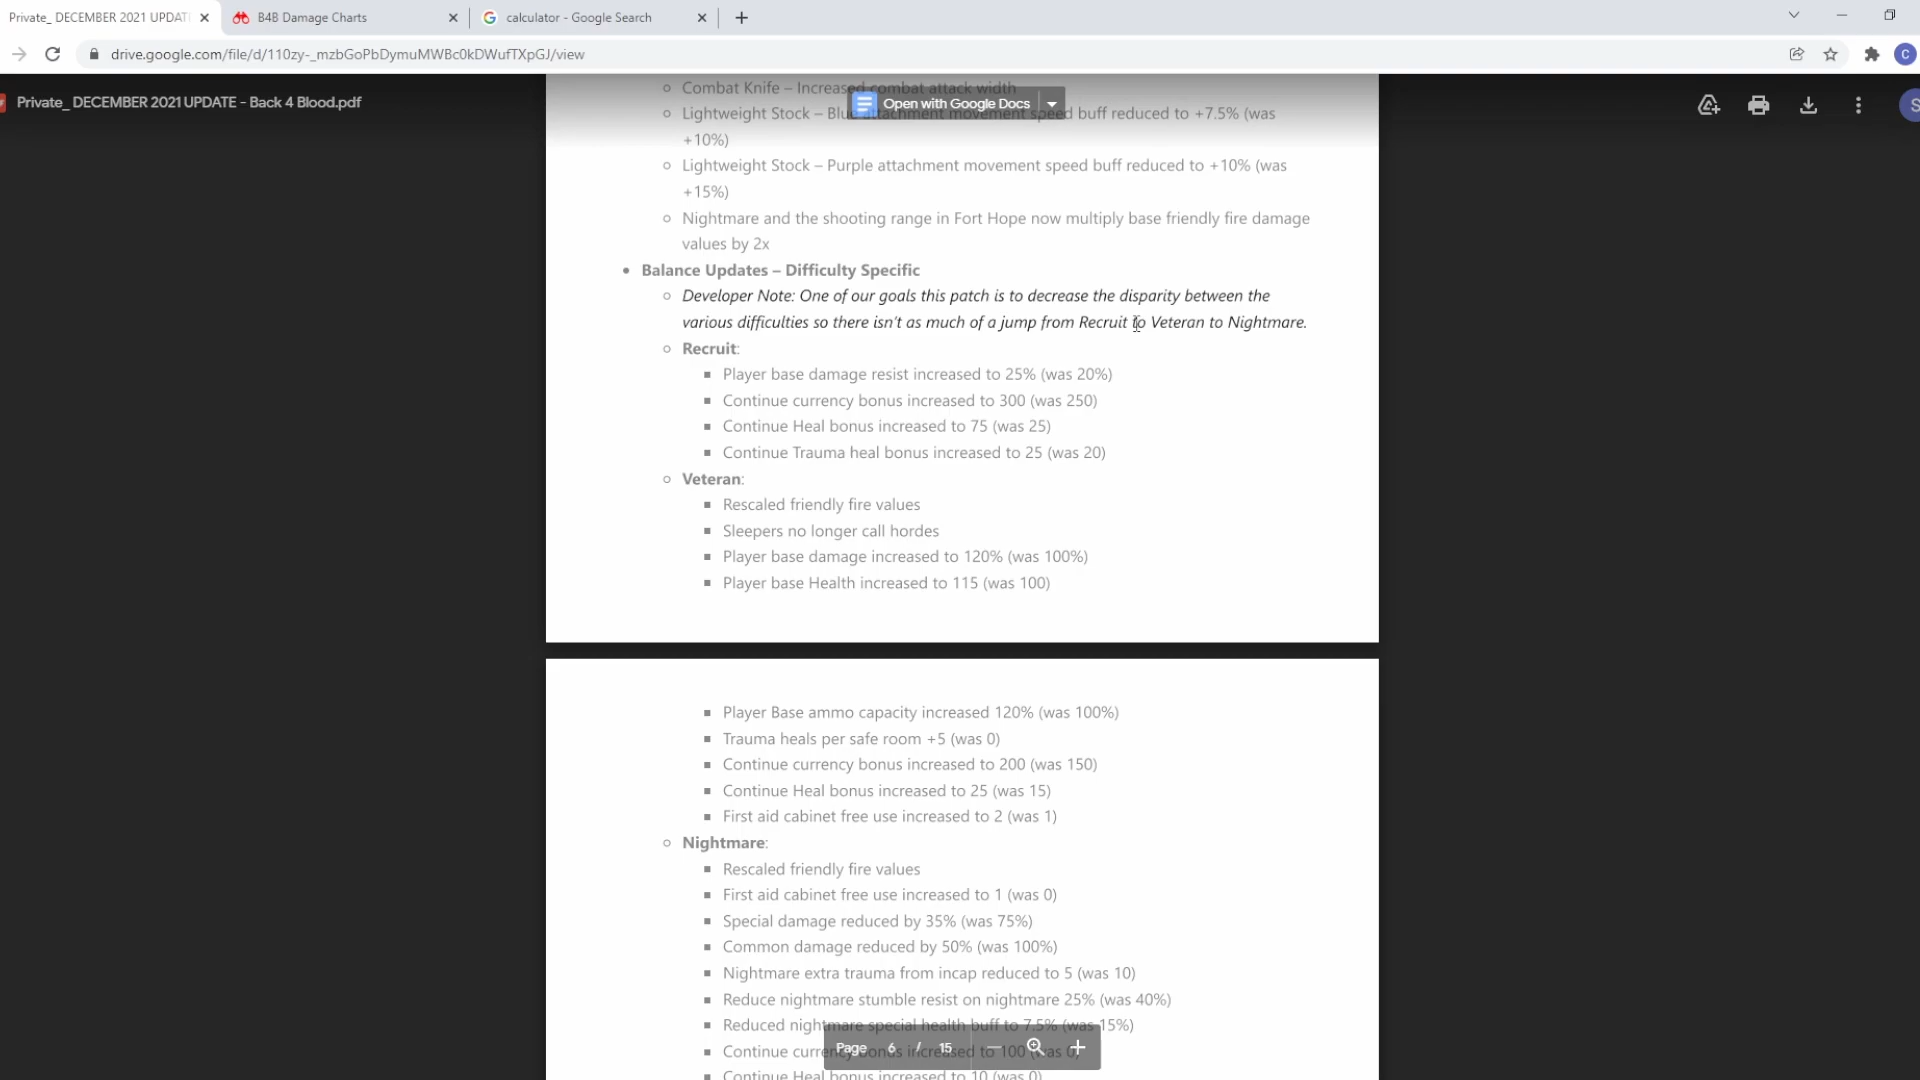 Private_ DECEMBER 2021 UPDAT
B4B Damage Charts
calculator - Google Search
drive.google.com/file/d/110zy-_mzbGoPbDymuMWBc0kDWufTXpGJ/view
C
Private_ DECEMBER 2021 UPDATE - Back 4 Blood.pdf
Open with Google Docs
S
Combat Knife – Increased combat attack width
Lightweight Stock – Blue attachment movement speed buff reduced to +7.5% (was
+10%)
Lightweight Stock – Purple attachment movement speed buff reduced to +10% (was
+15%)
Nightmare and the shooting range in Fort Hope now multiply base friendly fire damage
values by 2x
Balance Updates – Difficulty Specific
Developer Note: One of our goals this patch is to decrease the disparity between the
various difficulties so there isn't as much of a jump from Recruit to Veteran to Nightmare.
Recruit:
Player base damage resist increased to 25% (was 20%)
Continue currency bonus increased to 300 (was 250)
Continue Heal bonus increased to 75 (was 25)
Continue Trauma heal bonus increased to 25 (was 20)
Veteran:
Rescaled friendly fire values
Sleepers no longer call hordes
Player base damage increased to 120% (was 100%)
Player base Health increased to 115 (was 100)
Player Base ammo capacity increased 120% (was 100%)
Trauma heals per safe room +5 (was 0)
Continue currency bonus increased to 200 (was 150)
Continue Heal bonus increased to 25 (was 15)
First aid cabinet free use increased to 2 (was 1)
Nightmare:
Rescaled friendly fire values
First aid cabinet free use increased to 1 (was 0)
Special damage reduced by 35% (was 75%)
Common damage reduced by 50% (was 100%)
Nightmare extra trauma from incap reduced to 5 (was 10)
Reduce nightmare stumble resist on nightmare 25% (was 40%)
Reduced nightmare special health buff to 7.5% (was 15%)
Continue currency bonus increased to 100 (was 0)
Page 6 / 15
Continue Heal bonus increased to 10 (was 0)